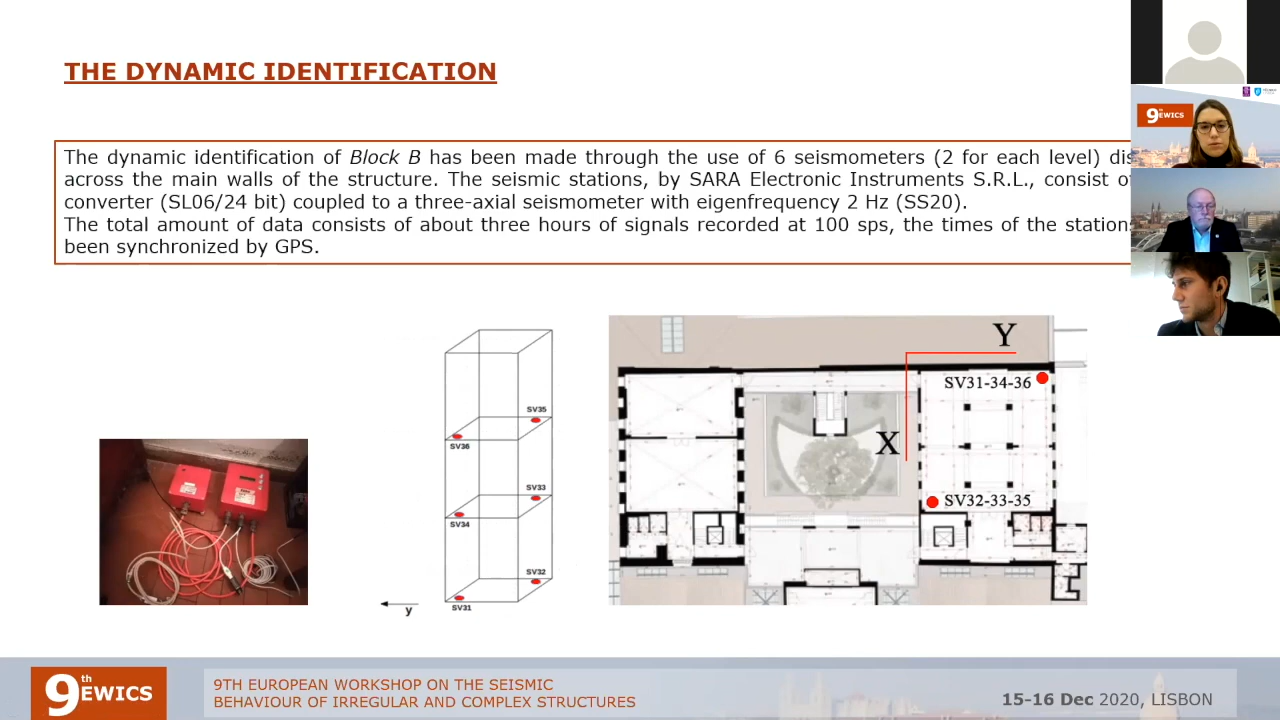 THE DYNAMIC IDENTIFICATION
The dynamic identification of Block B has been made through the use of 6 seismometers (2 for each level)
across the main walls of the structure. The seismic stations, by SARA Electronic Instruments S.R.L., consist
converter (SL06/24 bit) coupled to a three-axial seismometer with eigenfrequency 2 Hz (SS20).
The total amount of data consists of about three hours of signals recorded at 100 sps, the times of the
been synchronized by GPS.
9th EWICS
SV35
SV36
SV33
SV34
SV32
SV31
y
Y
SV31-34-36
X
SV32-33-35
9th EWICS
9TH EUROPEAN WORKSHOP ON THE SEISMIC
BEHAVIOUR OF IRREGULAR AND COMPLEX STRUCTURES
15-16 Dec 2020, LISBON